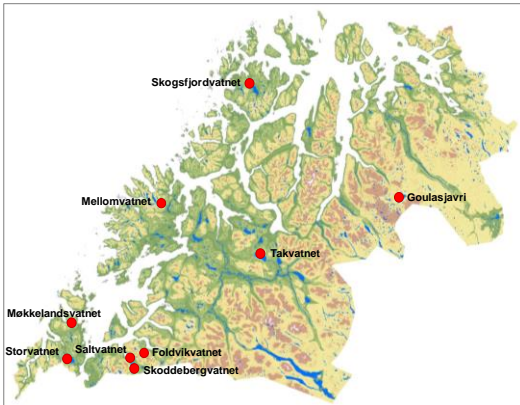 Skogsfjordvatnet
Goulasjavri
Mellomvatnet
Takvatnet
Møkkelandsvatnet
Saltvatnet
Foldvikvatnet
Storvatnet
Skoddebergvatnet